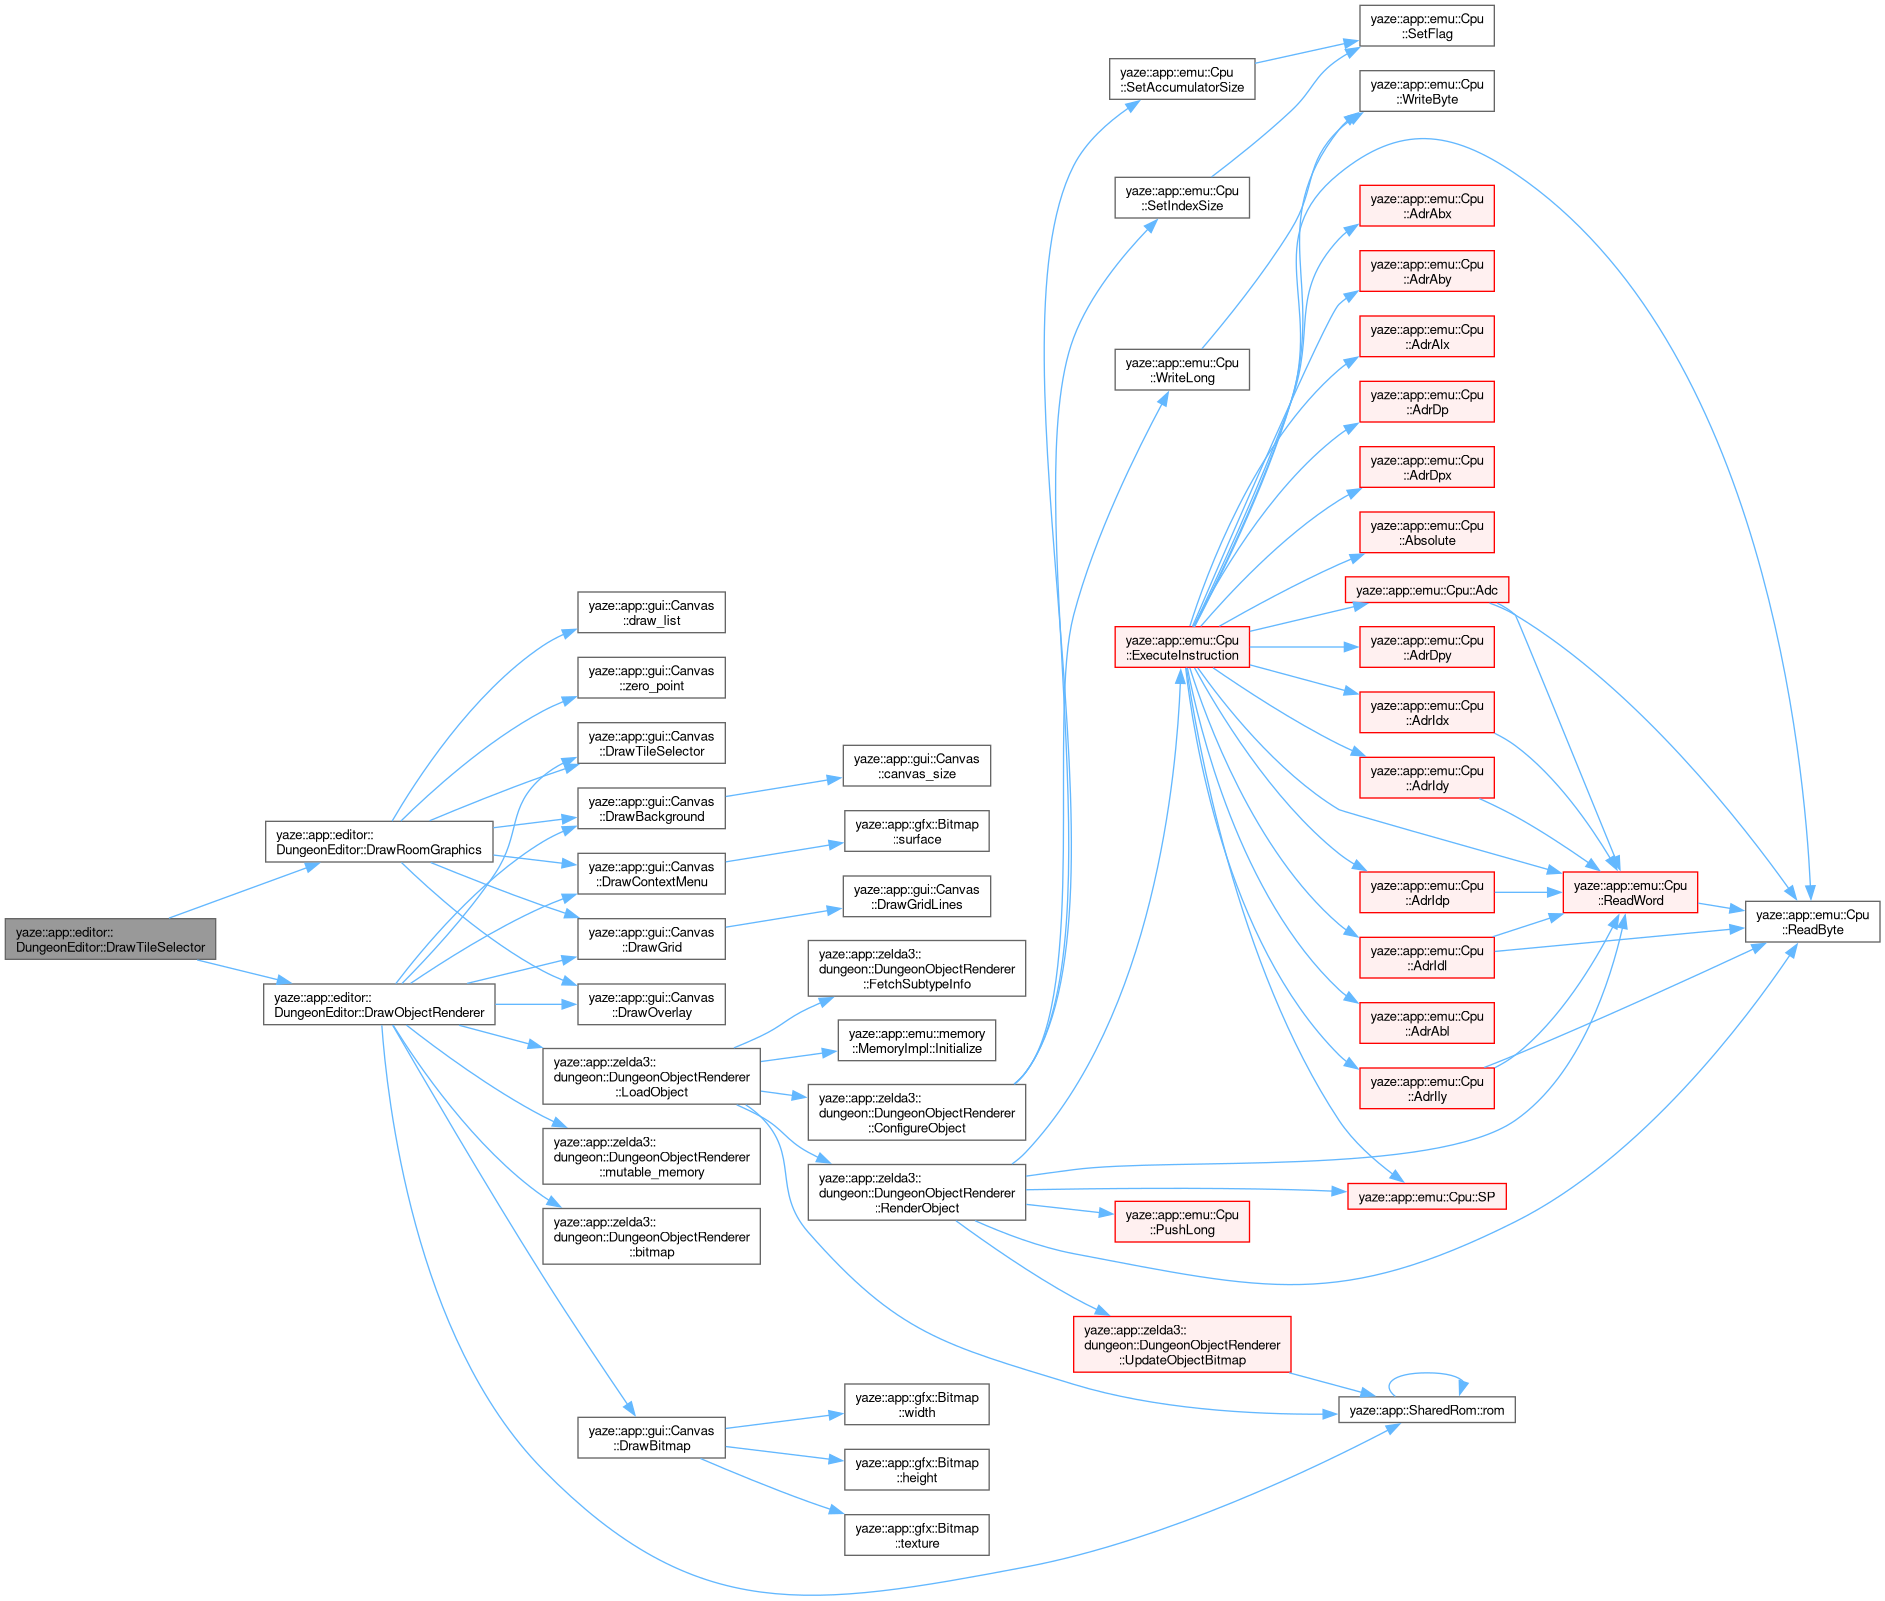 yaze::app::editor::
DungeonEditor::DrawTileSelector
yaze::app::editor::
DungeonEditor::DrawRoomGraphics
yaze::app::editor::
DungeonEditor::DrawObjectRenderer
yaze::app::gui::Canvas
::draw_list
yaze::app::gui::Canvas
::zero_point
yaze::app::gui::Canvas
::DrawTileSelector
yaze::app::gui::Canvas
::DrawBackground
yaze::app::gui::Canvas
::DrawContextMenu
yaze::app::gui::Canvas
::DrawGrid
yaze::app::gui::Canvas
::DrawOverlay
yaze::app::zelda3::
dungeon::DungeonObjectRenderer
::LoadObject
yaze::app::zelda3::
dungeon::DungeonObjectRenderer
::mutable_memory
yaze::app::zelda3::
dungeon::DungeonObjectRenderer
::bitmap
yaze::app::gui::Canvas
::DrawBitmap
yaze::app::gui::Canvas
::canvas_size
yaze::app::gfx::Bitmap
::surface
yaze::app::gui::Canvas
::DrawGridLines
yaze::app::zelda3::
dungeon::DungeonObjectRenderer
::FetchSubtypeInfo
yaze::app::emu::memory
::MemoryImpl::Initialize
yaze::app::zelda3::
dungeon::DungeonObjectRenderer
::ConfigureObject
yaze::app::zelda3::
dungeon::DungeonObjectRenderer
::RenderObject
yaze::app::gfx::Bitmap
::width
yaze::app::gfx::Bitmap
::height
yaze::app::gfx::Bitmap
::texture
yaze::app::emu::Cpu
::SetAccumulatorSize
yaze::app::emu::Cpu
::SetIndexSize
yaze::app::emu::Cpu
::WriteLong
yaze::app::emu::Cpu
::ExecuteInstruction
yaze::app::emu::Cpu
::PushLong
yaze::app::zelda3::
dungeon::DungeonObjectRenderer
::UpdateObjectBitmap
yaze::app::emu::Cpu
::SetFlag
yaze::app::emu::Cpu
::WriteByte
yaze::app::emu::Cpu
::AdrAbx
yaze::app::emu::Cpu
::AdrAby
yaze::app::emu::Cpu
::AdrAlx
yaze::app::emu::Cpu
::AdrDp
yaze::app::emu::Cpu
::AdrDpx
yaze::app::emu::Cpu
::Absolute
yaze::app::emu::Cpu::Adc
yaze::app::emu::Cpu
::AdrDpy
yaze::app::emu::Cpu
::AdrIdx
yaze::app::emu::Cpu
::AdrIdy
yaze::app::emu::Cpu
::AdrIdp
yaze::app::emu::Cpu
::AdrIdl
yaze::app::emu::Cpu
::AdrAbl
yaze::app::emu::Cpu
::AdrIly
yaze::app::emu::Cpu::SP
yaze::app::SharedRom::rom
yaze::app::emu::Cpu
::ReadWord
yaze::app::emu::Cpu
::ReadByte